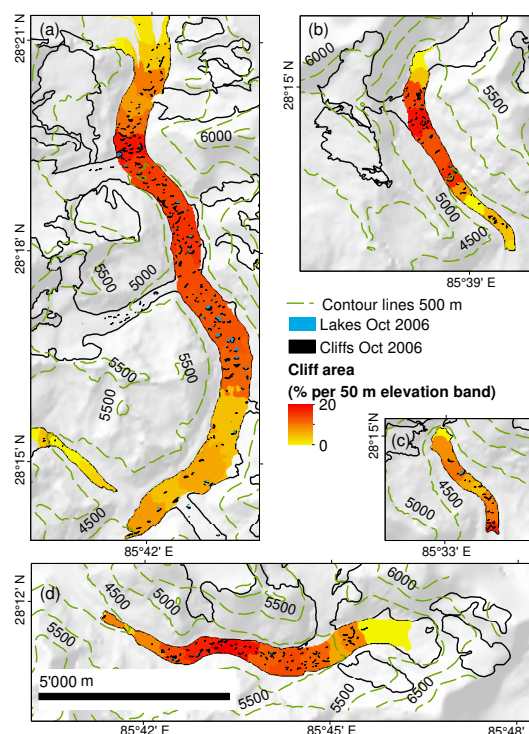 28°21' N
(a)
6000
28°18' N
5500
5000
5500
5500
28°15' N
4500
85°42' E
(b)
6000
28°15' N
5500
5000
4500
85°39' E
Contour lines 500 m
Lakes Oct 2006
Cliffs Oct 2006
Cliff area
(% per 50 m elevation band)
20
0
(c)
28°15' N
4500
5000
85°33' E
(d)
28°12' N
4500
5000
5500
6000
5500
5'000 m
5500
5500
6500
85°42' E
85°45' E
85°48' E